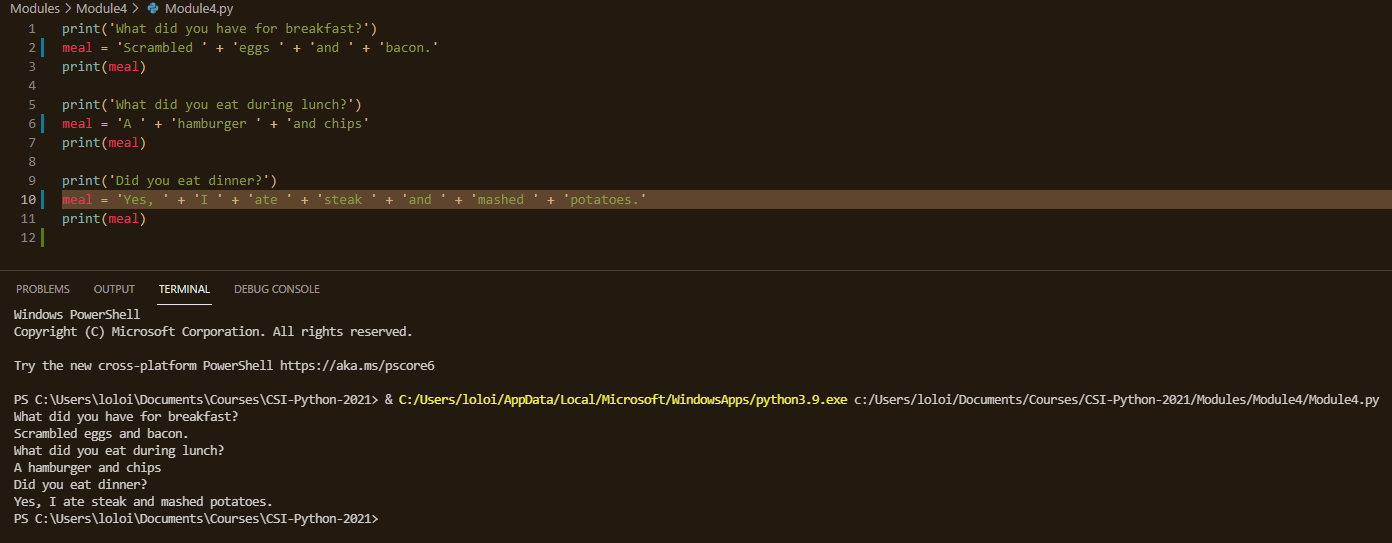 Modules > Module4 > Module4.py
1 print('What did you have for breakfast?')
2 meal = 'Scrambled ' + 'eggs ' + 'and ' + 'bacon.'
3 print(meal)
4
5 print('What did you eat during lunch?')
6 meal = 'A ' + 'hamburger ' + 'and chips'
7 print(meal)
8
9 print('Did you eat dinner?')
10 meal = 'Yes, ' + 'I ' + 'ate ' + 'steak ' + 'and ' + 'mashed ' + 'potatoes.'
11 print(meal)
12
PROBLEMS OUTPUT TERMINAL DEBUG CONSOLE
Windows PowerShell
Copyright (C) Microsoft Corporation. All rights reserved.
Try the new cross-platform PowerShell https://aka.ms/pscore6
PS C:\Users\loloi\Documents\Courses\CSI-Python-2021> & C:/Users/loloi/AppData/Local/Microsoft/WindowsApps/python3.9.exe c:/Users/loloi/Documents/Courses/CSI-Python-2021/Modules/Module4/Module4.py
What did you have for breakfast?
Scrambled eggs and bacon.
What did you eat during lunch?
A hamburger and chips
Did you eat dinner?
Yes, I ate steak and mashed potatoes.
PS C:\Users\loloi\Documents\Courses\CSI-Python-2021>